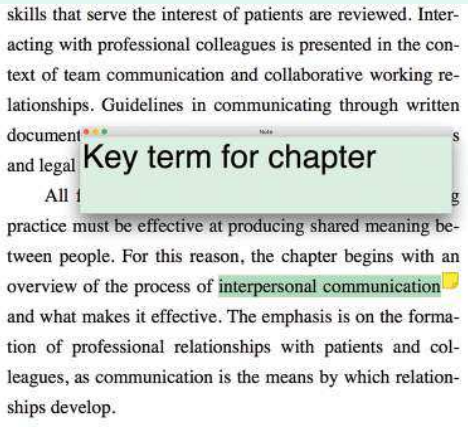 skills that serve the interest of patients are reviewed. Inter-
acting with professional colleagues is presented in the con-
text of team communication and collaborative working re-
lationships. Guidelines in communicating through written
document s
Note
and legal
Key term for chapter
All f g
practice must be effective at producing shared meaning be-
tween people. For this reason, the chapter begins with an
overview of the process of interpersonal communication
and what makes it effective. The emphasis is on the forma-
tion of professional relationships with patients and col-
leagues, as communication is the means by which relation-
ships develop.